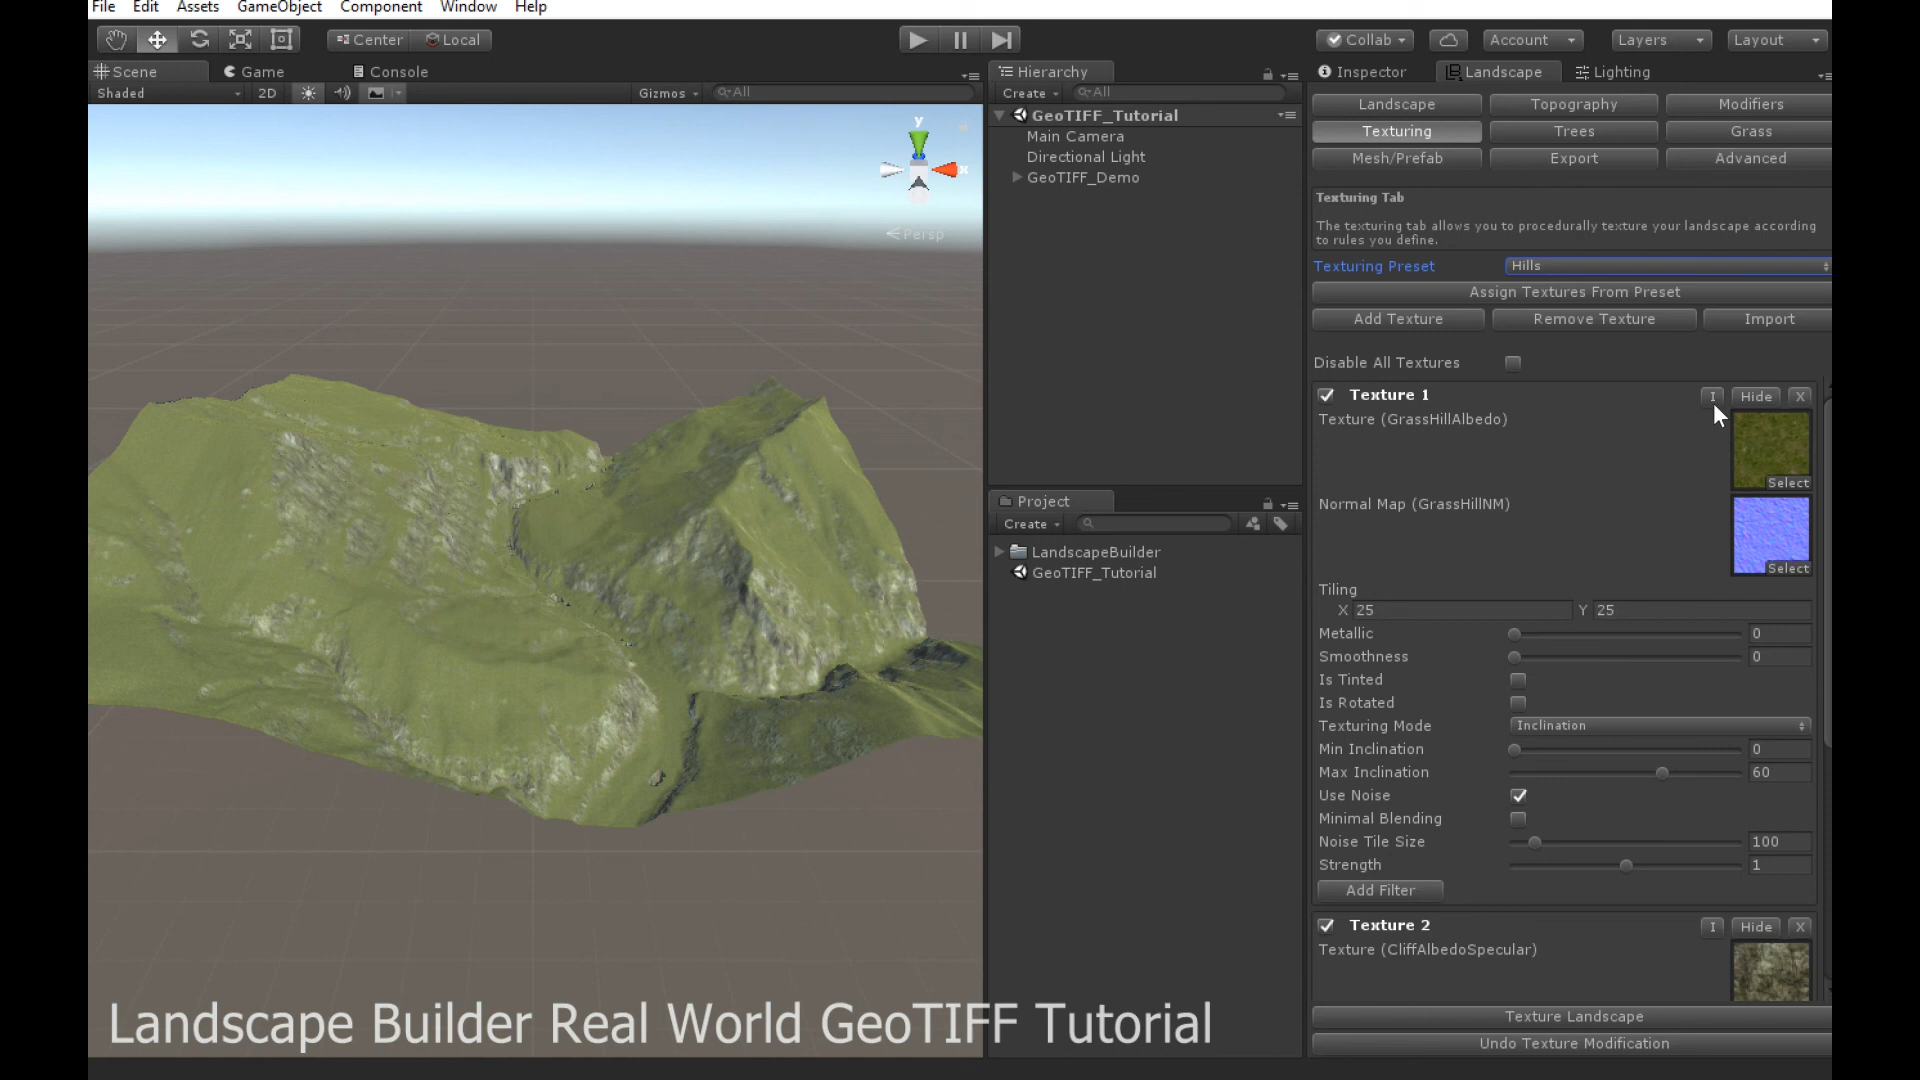 File Edit Assets GameObject Component Window Help
Center Local
Collab Account Layers Layout
Scene Game Console
Hierarchy
Inspector Landscape Lighting
Shaded 2D Gizmos All
Create All
GeoTIFF_Tutorial
Main Camera
Directional Light
GeoTIFF_Demo
y
x
Persp
Project
Create
LandscapeBuilder
GeoTIFF_Tutorial
Landscape Topography Modifiers
Texturing Trees Grass
Mesh/Prefab Export Advanced
Texturing Tab
The texturing tab allows you to procedurally texture your landscape according
to rules you define.
Texturing Preset Hills
Assign Textures From Preset
Add Texture Remove Texture Import
Disable All Textures
Texture 1 I Hide X
Texture (GrassHillAlbedo)
Select
Normal Map (GrassHillNM)
Select
Tiling
X 25 Y 25
Metallic 0
Smoothness 0
Is Tinted
Is Rotated
Texturing Mode Inclination
Min Inclination 0
Max Inclination 60
Use Noise
Minimal Blending
Noise Tile Size 100
Strength 1
Add Filter
Texture 2 I Hide X
Texture (CliffAlbedoSpecular)
Texture Landscape
Undo Texture Modification
Landscape Builder Real World GeoTIFF Tutorial